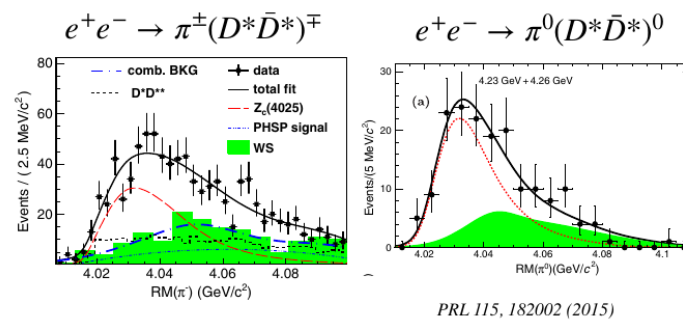 e⁺e⁻ → π±(D*D̄*)∓
e⁺e⁻ → π⁰(D*D̄*)⁰
Events / ( 2.5 MeV/c²)
80
60
40
20
comb. BKG
D*D**
data
total fit
Zc(4025)
PHSP signal
WS
4.02 4.04 4.06 4.08
RM(π⁻) (GeV/c²)
Events/(5 MeV/c²)
30
20
10
0
(a)
4.23 GeV+4.26 GeV
4.02 4.04 4.06 4.08 4.1
RM(π⁰)(GeV/c²)
PRL 115, 182002 (2015)